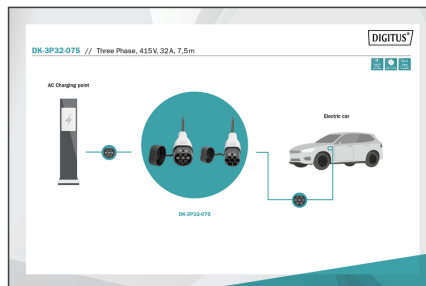 DIGITUS®
DK-3P32-075 // Three Phase, 415V, 32A, 7,5m
AC Charging point
Electric car
DK-3P32-075